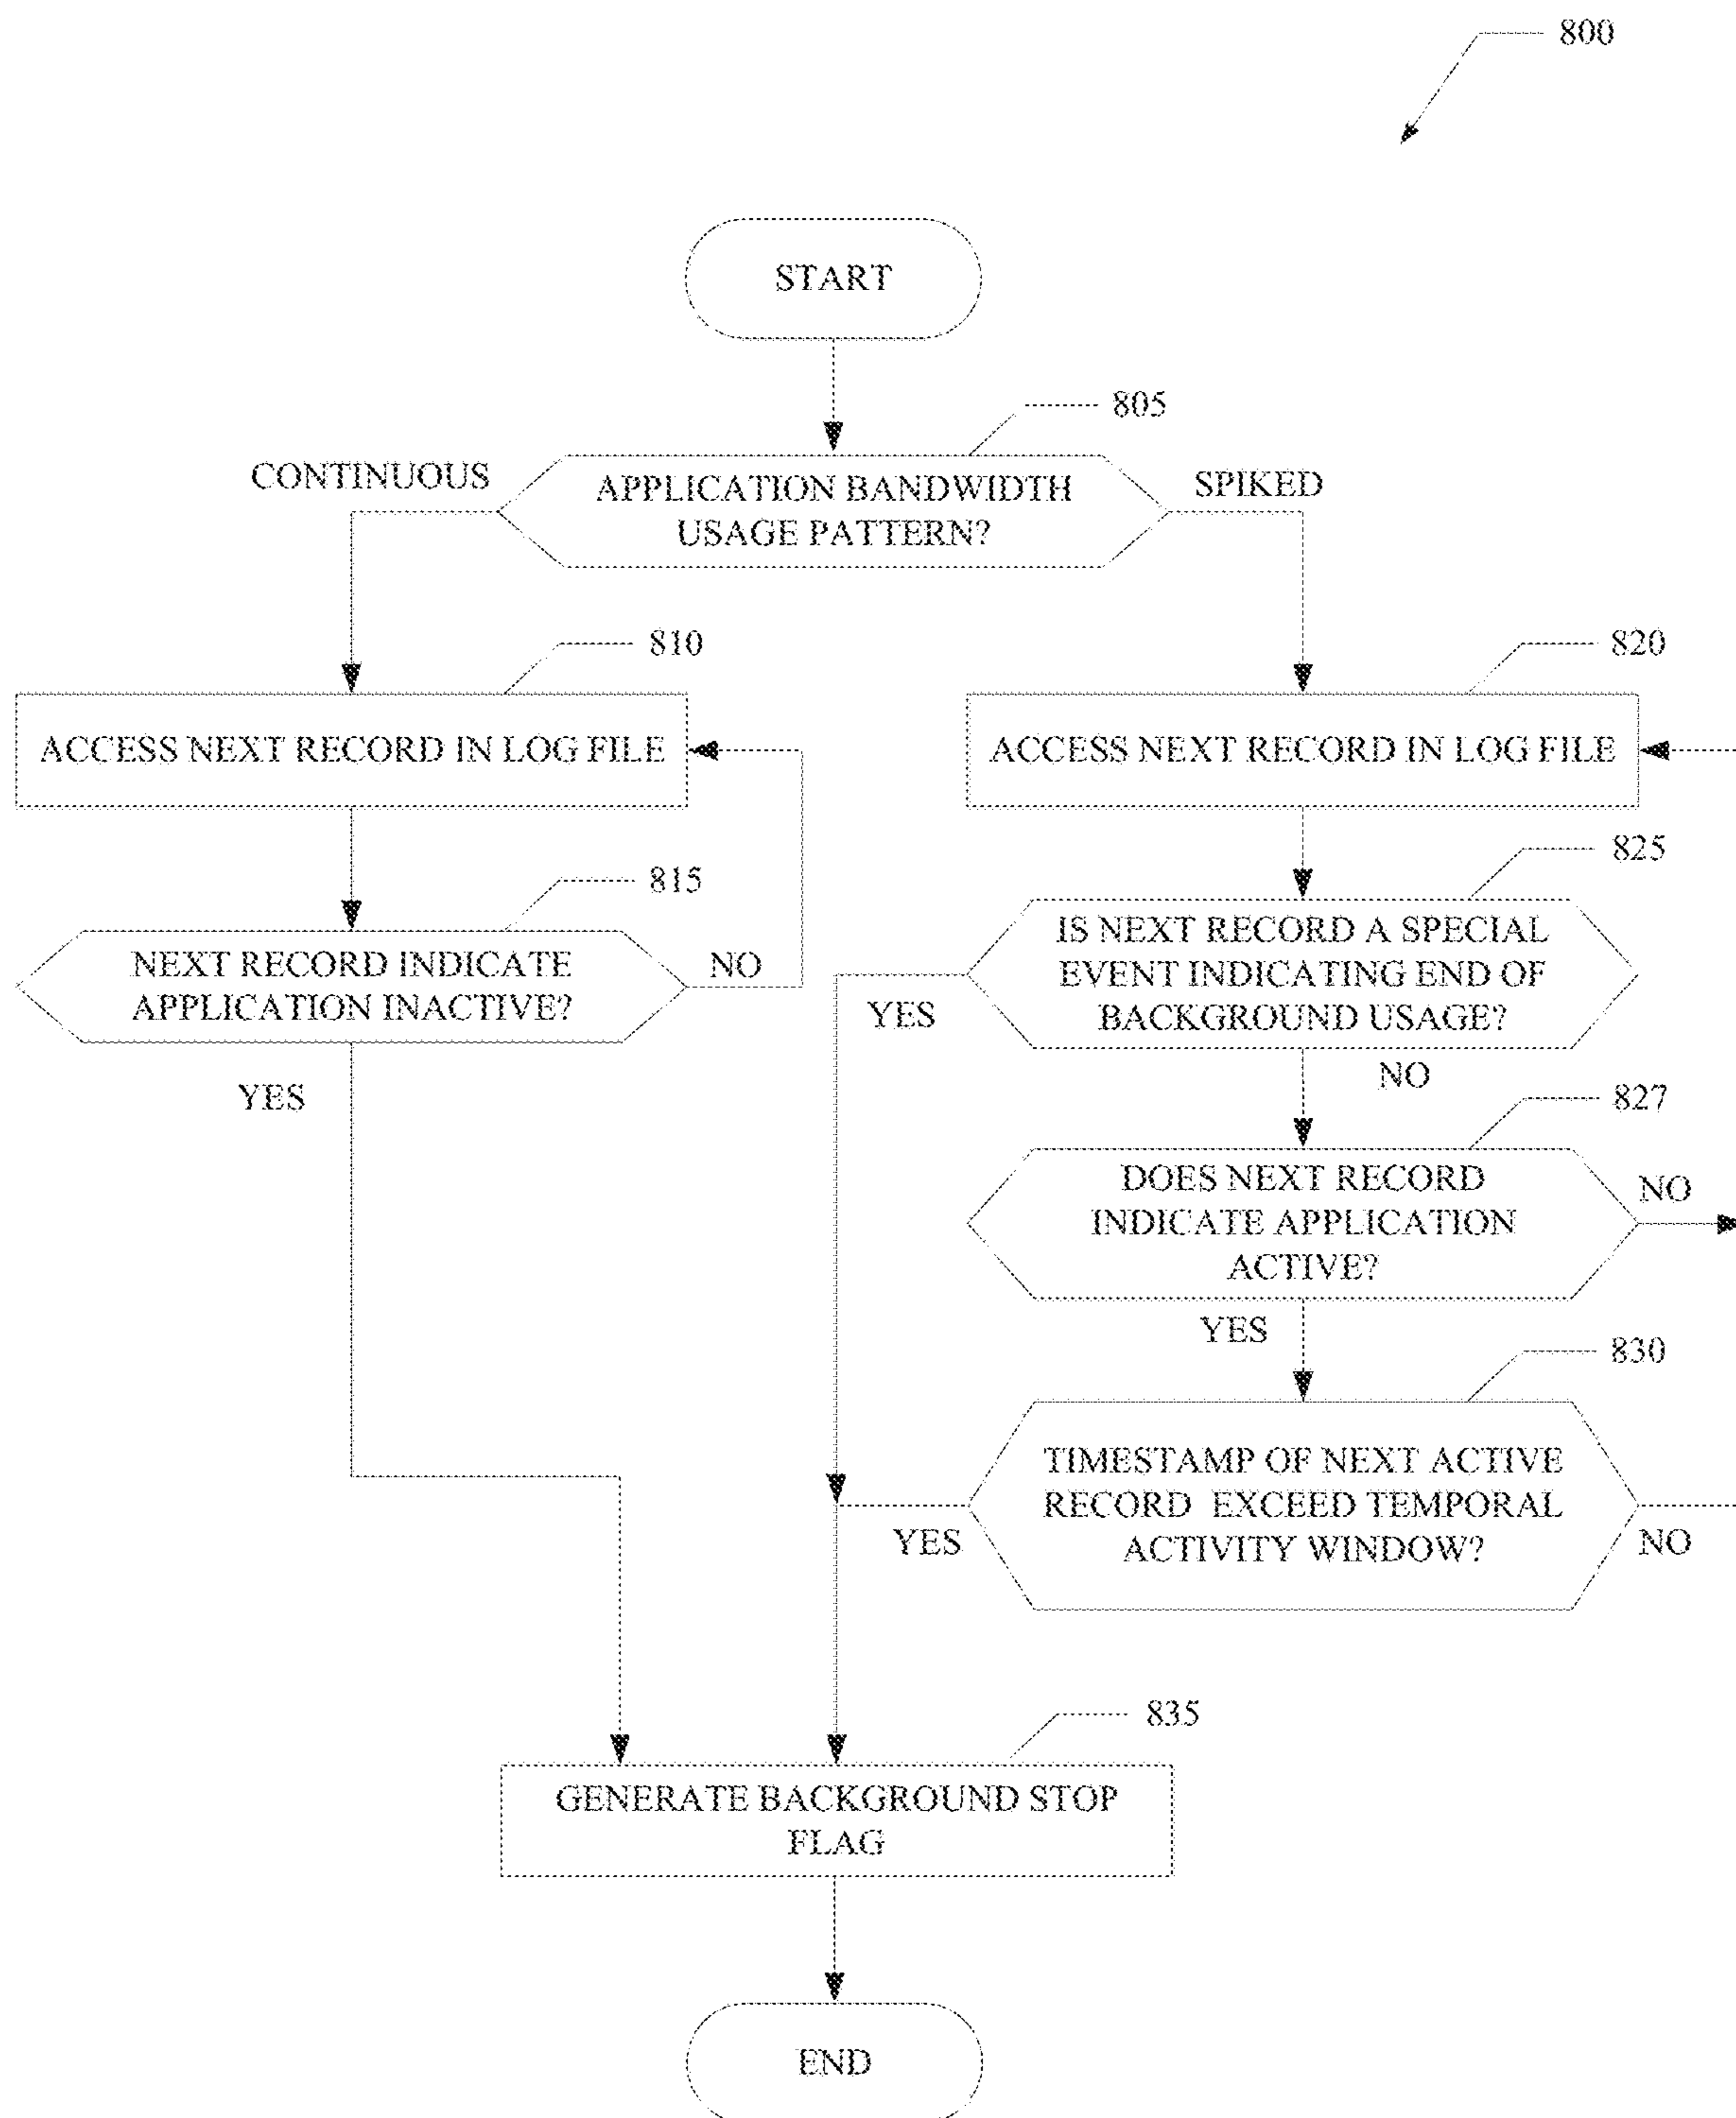 800
START
805
CONTINUOUS
APPLICATION BANDWIDTH
USAGE PATTERN?
SPIKED
810
820
ACCESS NEXT RECORD IN LOG FILE
ACCESS NEXT RECORD IN LOG FILE
815
825
NEXT RECORD INDICATE
APPLICATION INACTIVE?
NO
YES
IS NEXT RECORD A SPECIAL
EVENT INDICATING END OF
BACKGROUND USAGE?
YES
NO
827
DOES NEXT RECORD
INDICATE APPLICATION
ACTIVE?
NO
YES
830
TIMESTAMP OF NEXT ACTIVE
RECORD EXCEED TEMPORAL
ACTIVITY WINDOW?
YES
NO
835
GENERATE BACKGROUND STOP
FLAG
END